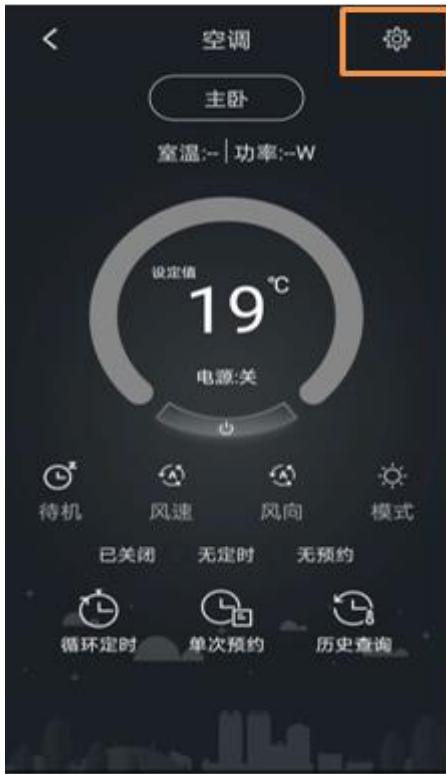 空调
主卧
室温:--|功率:--W
设定值
19℃
电源:关
待机 风速 风向 模式
已关闭 无定时 无预约
循环定时 单次预约 历史查询